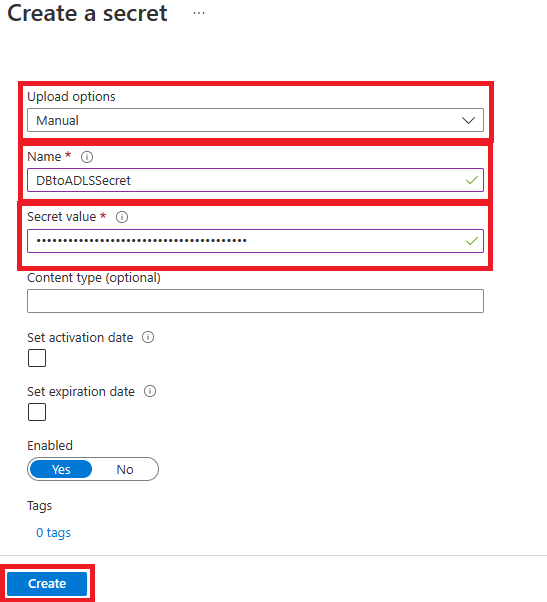 Create a secret ...
Upload options
Manual
Name *
DBtoADLSSecret
Secret value *
••••••••••••••••••••••••••••••••••••••••
Content type (optional)
Set activation date
Set expiration date
Enabled
Yes No
Tags
0 tags
Create